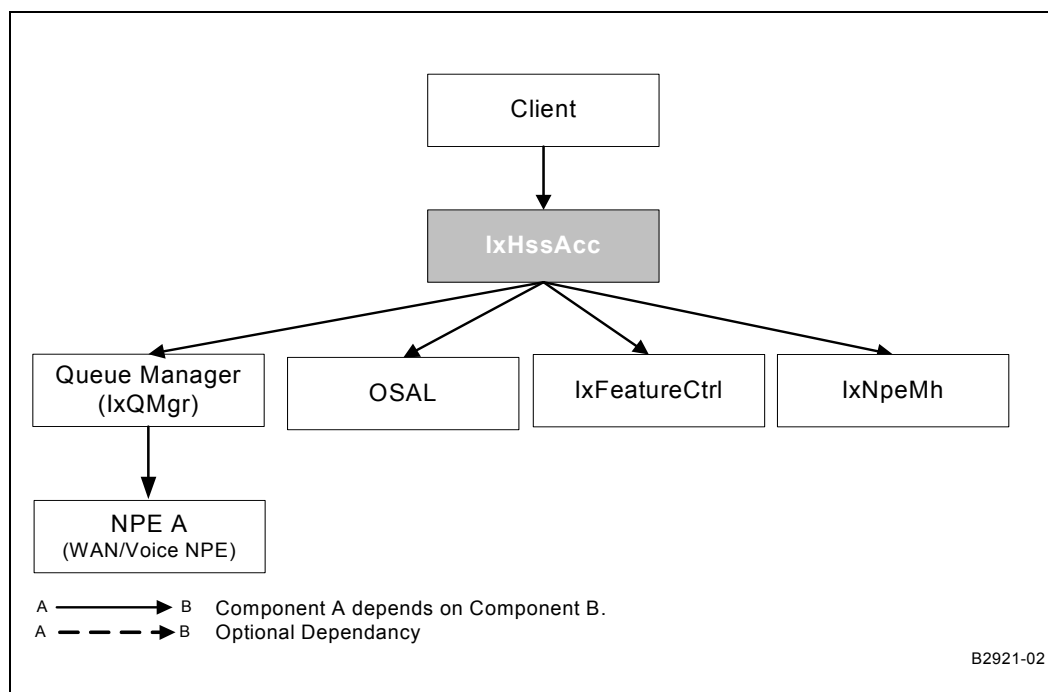 Client
IxHssAcc
Queue Manager
(IxQMgr)
OSAL
IxFeatureCtrl
IxNpeMh
NPE A
(WAN/Voice NPE)
A B Component A depends on Component B.
A B Optional Dependancy
B2921-02